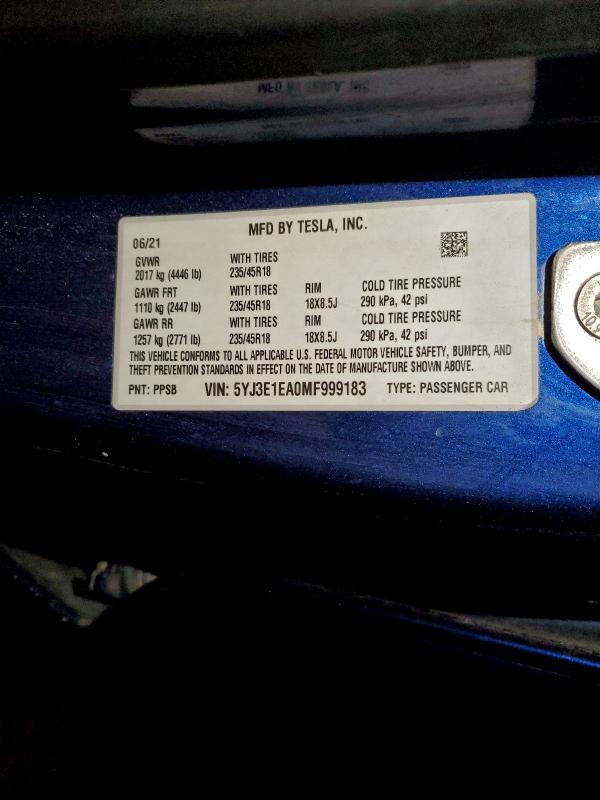 MFD BY TESLA, INC.
06/21
GVWR WITH TIRES
2017 kg (4446 lb) 235/45R18
GAWR FRT WITH TIRES RIM COLD TIRE PRESSURE
1110 kg (2447 lb) 235/45R18 18X8.5J 290 kPa, 42 psi
GAWR RR WITH TIRES RIM COLD TIRE PRESSURE
1257 kg (2771 lb) 235/45R18 18X8.5J 290 kPa, 42 psi
THIS VEHICLE CONFORMS TO ALL APPLICABLE U.S. FEDERAL MOTOR VEHICLE SAFETY, BUMPER, AND
THEFT PREVENTION STANDARDS IN EFFECT ON THE DATE OF MANUFACTURE SHOWN ABOVE.
PNT: PPSB VIN: 5YJ3E1EA0MF999183 TYPE: PASSENGER CAR